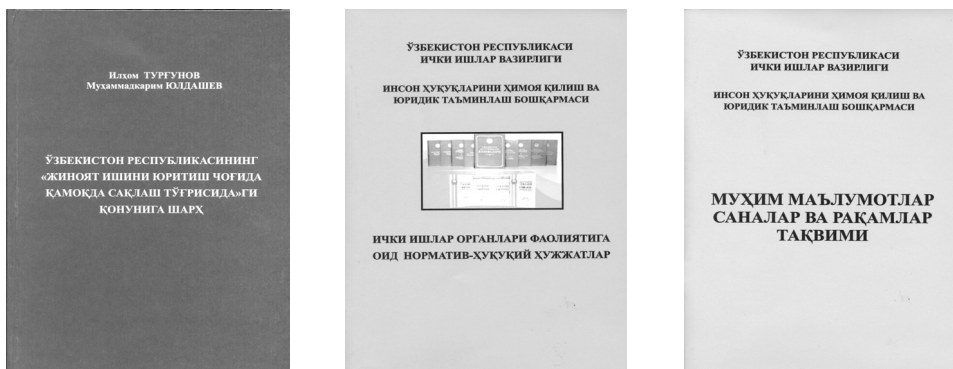 Илҳом ТУРҒУНОВ
Муҳаммадкарим ЮЛДАШЕВ
ЎЗБЕКИСТОН РЕСПУБЛИКАСИНИНГ
«ЖИНОЯТ ИШИНИ ЮРИТИШ ЧОҒИДА
ҚАМОҚДА САҚЛАШ ТЎҒРИСИДА»ГИ
ҚОНУНИГА ШАРҲ
ЎЗБЕКИСТОН РЕСПУБЛИКАСИ
ИЧКИ ИШЛАР ВАЗИРЛИГИ
ИНСОН ҲУҚУҚЛАРИНИ ҲИМОЯ ҚИЛИШ ВА
ЮРИДИК ТАЪМИНЛАШ БОШҚАРМАСИ
ИЧКИ ИШЛАР ОРГАНЛАРИ ФАОЛИЯТИГА
ОИД НОРМАТИВ-ҲУҚУҚИЙ ҲУЖЖАТЛАР
ЎЗБЕКИСТОН РЕСПУБЛИКАСИ
ИЧКИ ИШЛАР ВАЗИРЛИГИ
ИНСОН ҲУҚУҚЛАРИНИ ҲИМОЯ ҚИЛИШ ВА
ЮРИДИК ТАЪМИНЛАШ БОШҚАРМАСИ
МУҲИМ МАЪЛУМОТЛАР
САНАЛАР ВА РАҚАМЛАР
ТАҚВИМИ